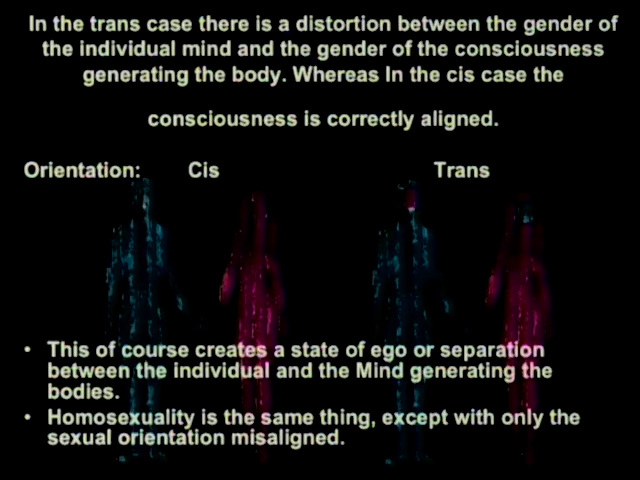 In the trans case there is a distortion between the gender of
the individual mind and the gender of the consciousness
generating the body. Whereas In the cis case the
consciousness is correctly aligned.
Orientation: Cis Trans
• This of course creates a state of ego or separation
between the individual and the Mind generating the
bodies.
• Homosexuality is the same thing, except with only the
sexual orientation misaligned.